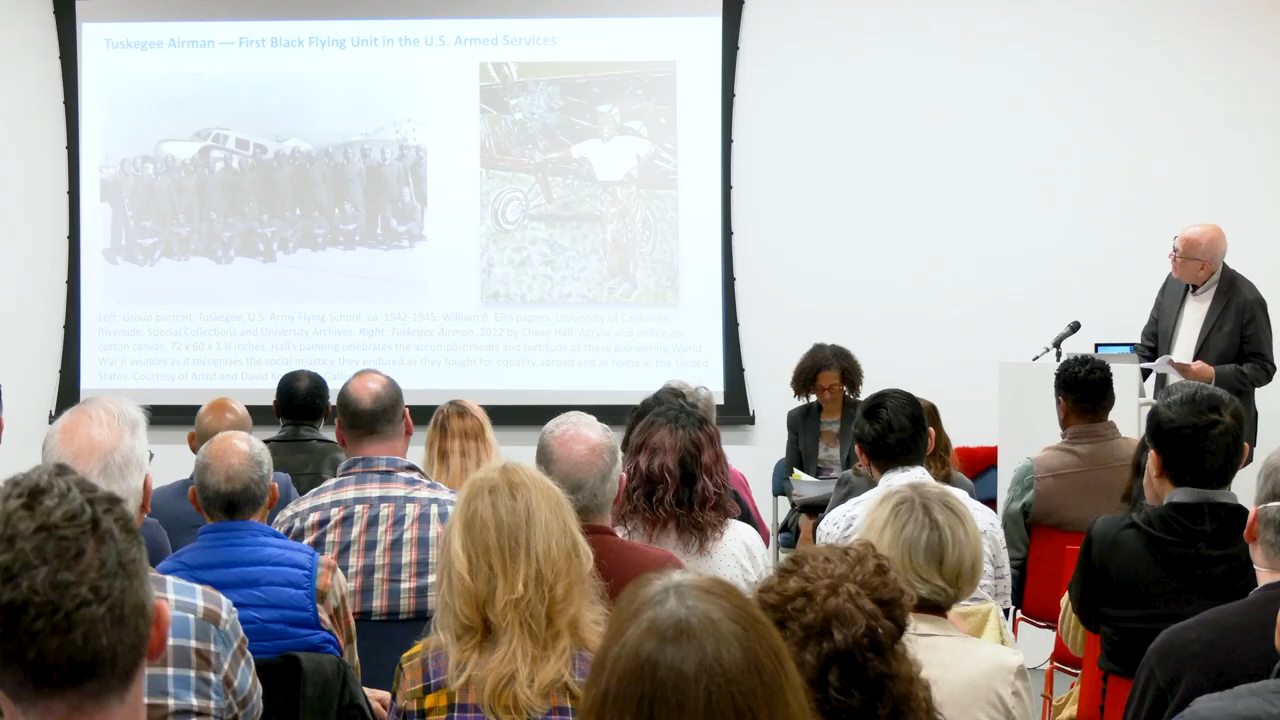 Tuskegee Airman — First Black Flying Unit in the U.S. Armed Services
Left: Group portrait, Tuskegee, U.S. Army Flying School, ca. 1942-1945. William B. Ellis papers. University of California,
Riverside, Special Collections and University Archives. Right: Tuskegee Airman, 2022 by Chase Hall. Acrylic and coffee on
cotton canvas, 72 x 60 x 1 ½ inches. Hall's painting celebrates the accomplishments and fortitude of these pioneering World
War II aviators as it recognizes the social injustice they endured as they fought for equality abroad and at home in the United
States. Courtesy of Artist and David